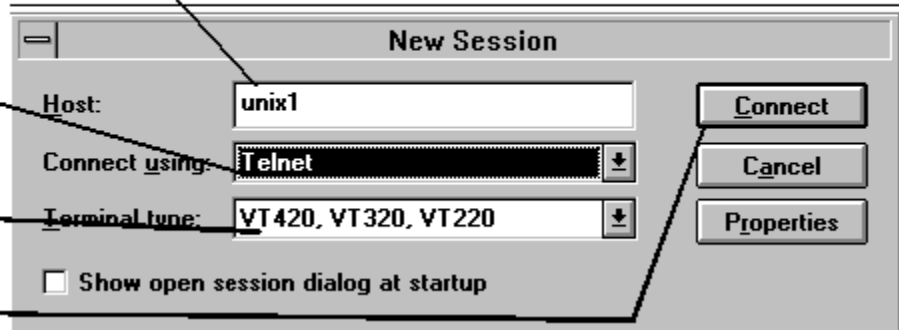 New Session
Host: unix1 Connect
Connect using: Telnet Cancel
Terminal type: VT420, VT320, VT220 Properties
Show open session dialog at startup